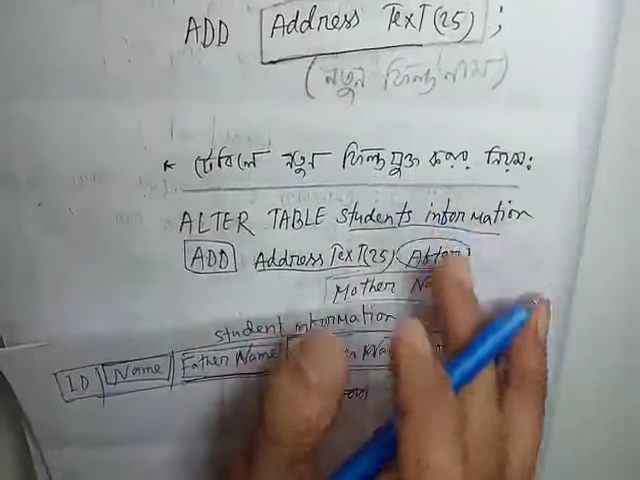 ADD Address TexT(25);
(নতুন ফিল্ড নাম)
* টেবিলে নতুন ফিল্ড যুক্ত করার নিয়ম:
ALTER TABLE students information
ADD Address TexT(25) After
Mother
student information
ID Name Father Name